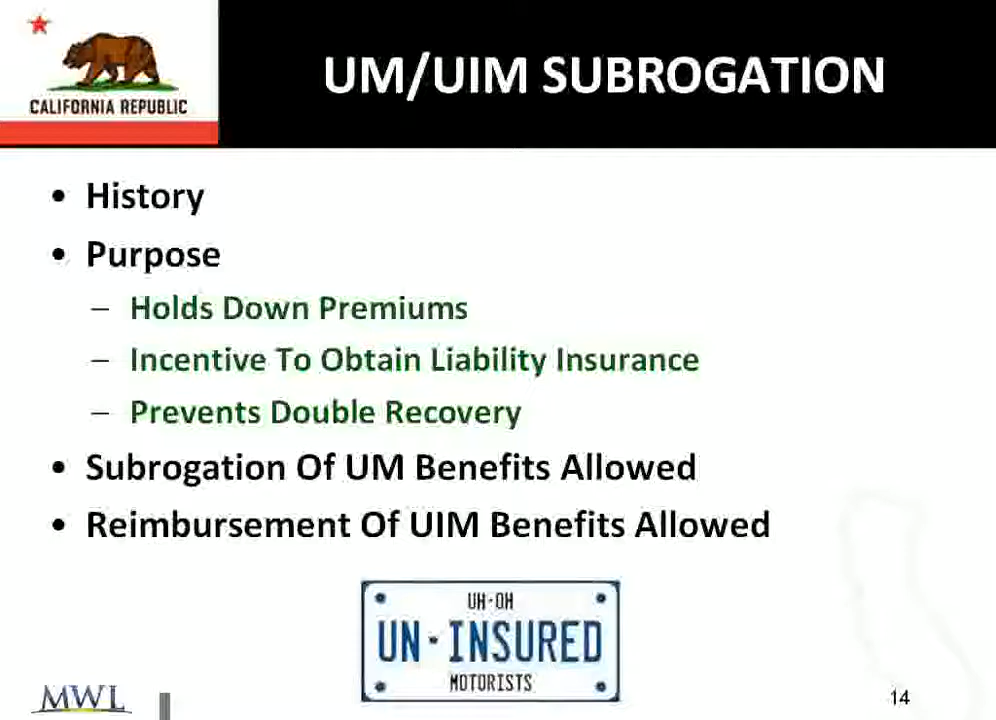 CALIFORNIA REPUBLIC
UM/UIM SUBROGATION
• History
• Purpose
– Holds Down Premiums
– Incentive To Obtain Liability Insurance
– Prevents Double Recovery
• Subrogation Of UM Benefits Allowed
• Reimbursement Of UIM Benefits Allowed
UH-OH
UN-INSURED
MOTORISTS
MWL
14